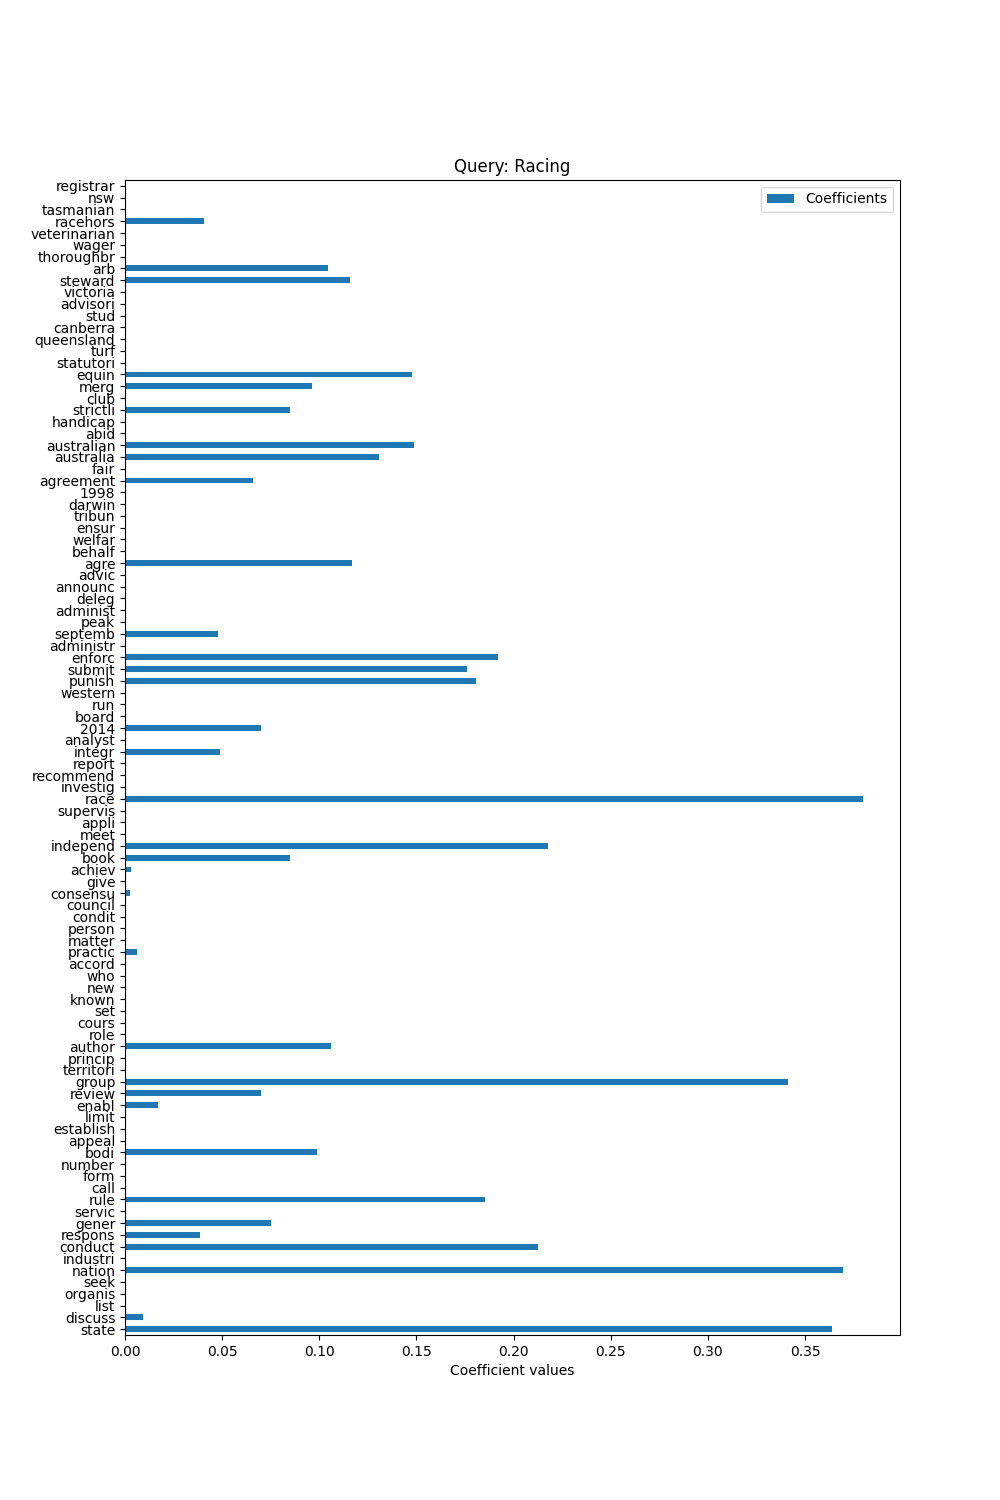 Query: Racing
Coefficients
registrar
nsw
tasmanian
racehors
veterinarian
wager
thoroughbr
arb
steward
victoria
advisori
stud
canberra
queensland
turf
statutori
equin
merg
club
strictli
handicap
abid
australian
australia
fair
agreement
1998
darwin
tribun
ensur
welfar
behalf
agre
advic
announc
deleg
administ
peak
septemb
administr
enforc
submit
punish
western
run
board
2014
analyst
integr
report
recommend
investig
race
supervis
appli
meet
independ
book
achiev
give
consensu
council
condit
person
matter
practic
accord
who
new
known
set
cours
role
author
princip
territori
group
review
enabl
limit
establish
appeal
bodi
number
form
call
rule
servic
gener
respons
conduct
industri
nation
seek
organis
list
discuss
state
0.00 0.05 0.10 0.15 0.20 0.25 0.30 0.35
Coefficient values